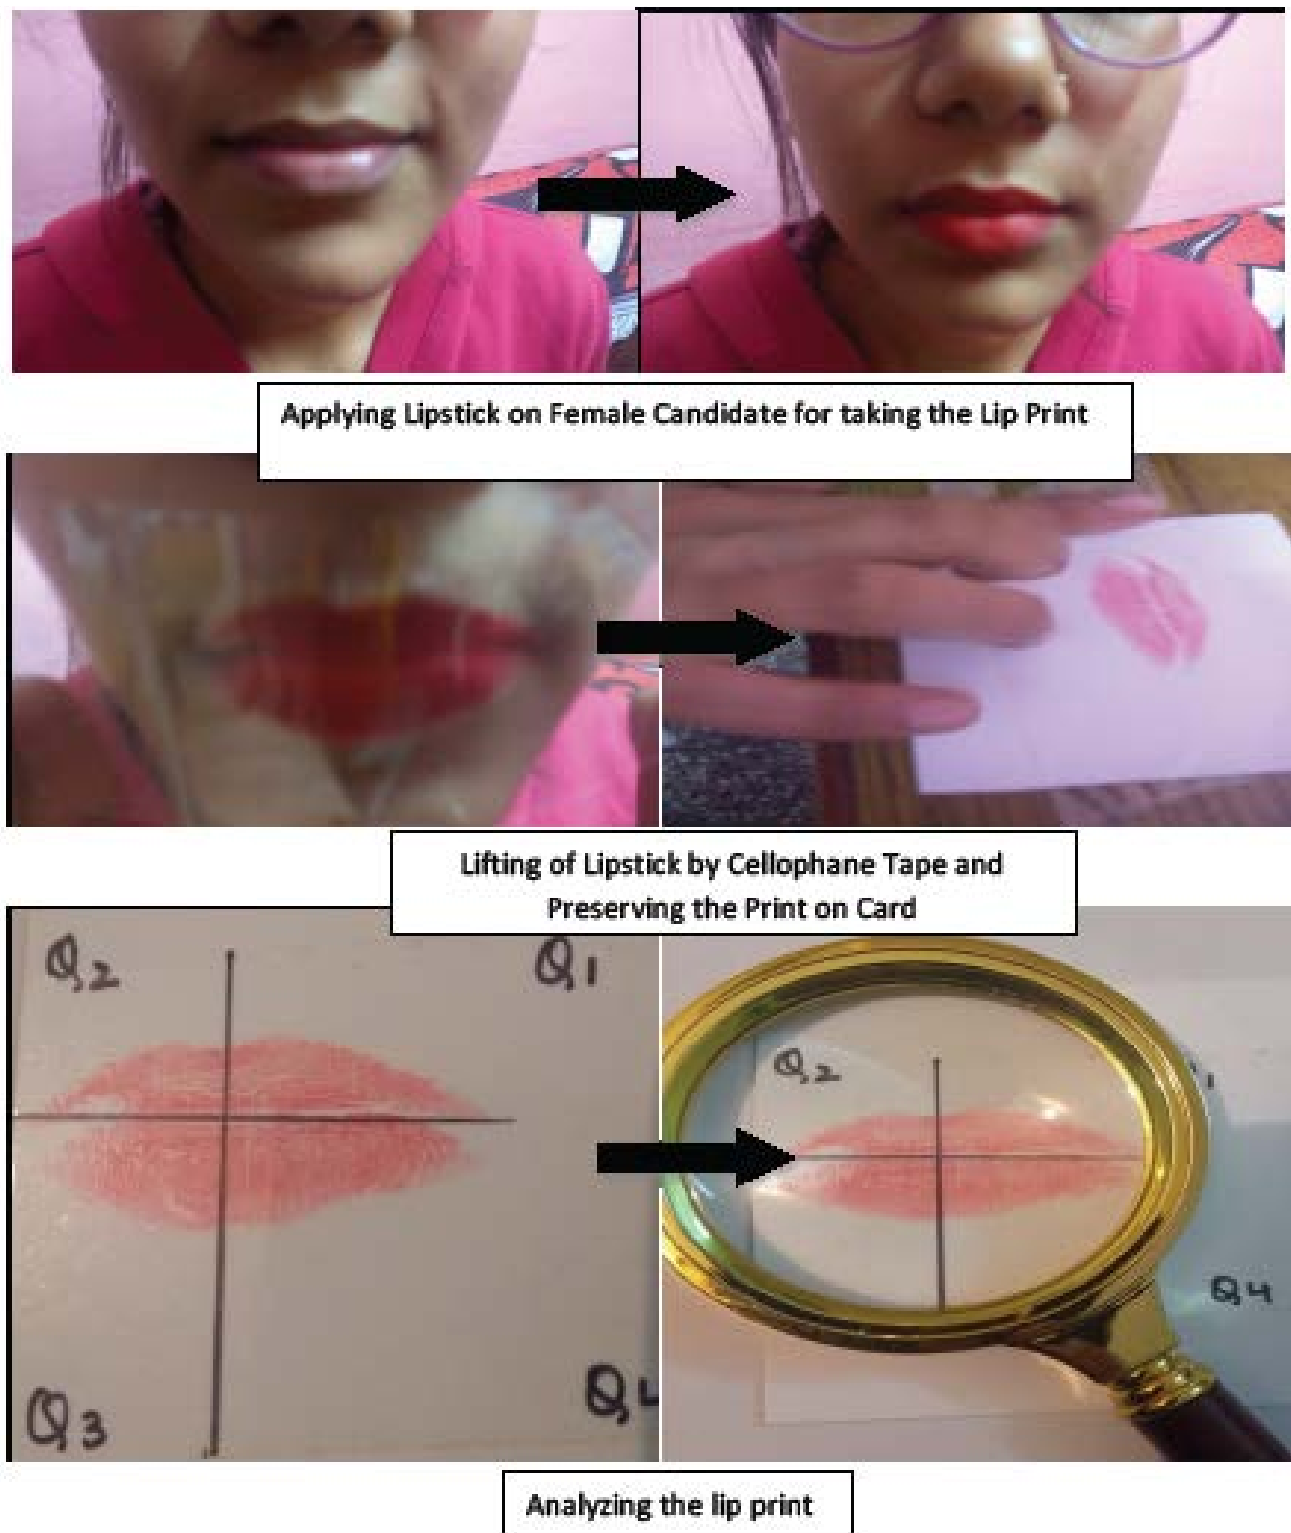 Applying Lipstick on Female Candidate for taking the Lip Print
Lifting of Lipstick by Cellophane Tape and
Preserving the Print on Card
Q2 Q1
Q2
Q4
Q3
Analyzing the lip print